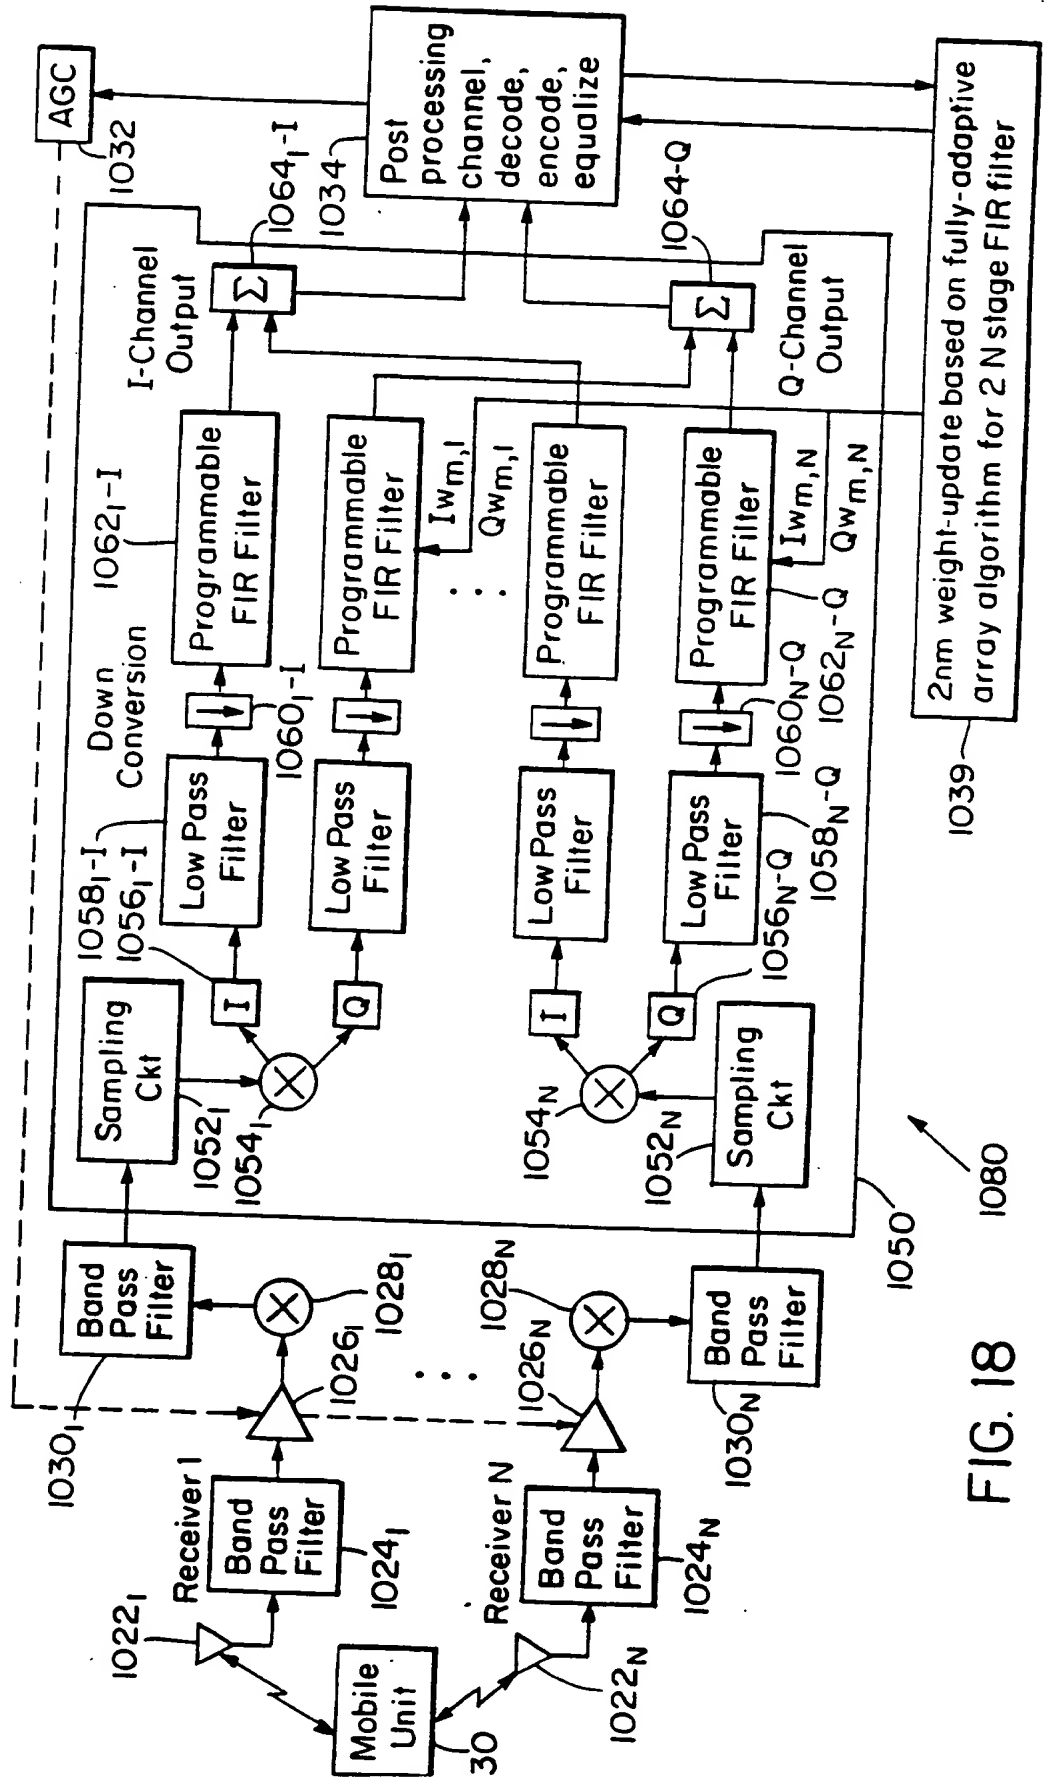 AGC
1032
I-Channel
Output
1064₁-I
1034
Post
processing
channel,
decode,
encode,
equalize
1062₁-I
Programmable
FIR Filter
Σ
Down
Conversion
1060₁-I
1058₁-I
1056₁-I
Low Pass
Filter
I
Sampling
Ckt
1052₁
1054₁
Q
Low Pass
Filter
Programmable
FIR Filter
Iw_m,1
Qw_m,1
Programmable
FIR Filter
Low Pass
Filter
I
1054_N
1052_N
Sampling
Ckt
Q
1056_N-Q
Low Pass
Filter
1058_N-Q
1060_N-Q
Programmable
FIR Filter
1062_N-Q
Iw_m,N
Qw_m,N
Σ
1064-Q
Q-Channel
Output
2nm weight-update based on fully-adaptive
array algorithm for 2N stage FIR filter
1039
1050
1080
Band
Pass
Filter
1030₁
1028₁
1026₁
Receiver 1
Band
Pass
Filter
1024₁
1022₁
Mobile
Unit
30
1022_N
Receiver N
Band
Pass
Filter
1024_N
1026_N
1028_N
Band
Pass
Filter
1030_N
FIG. 18